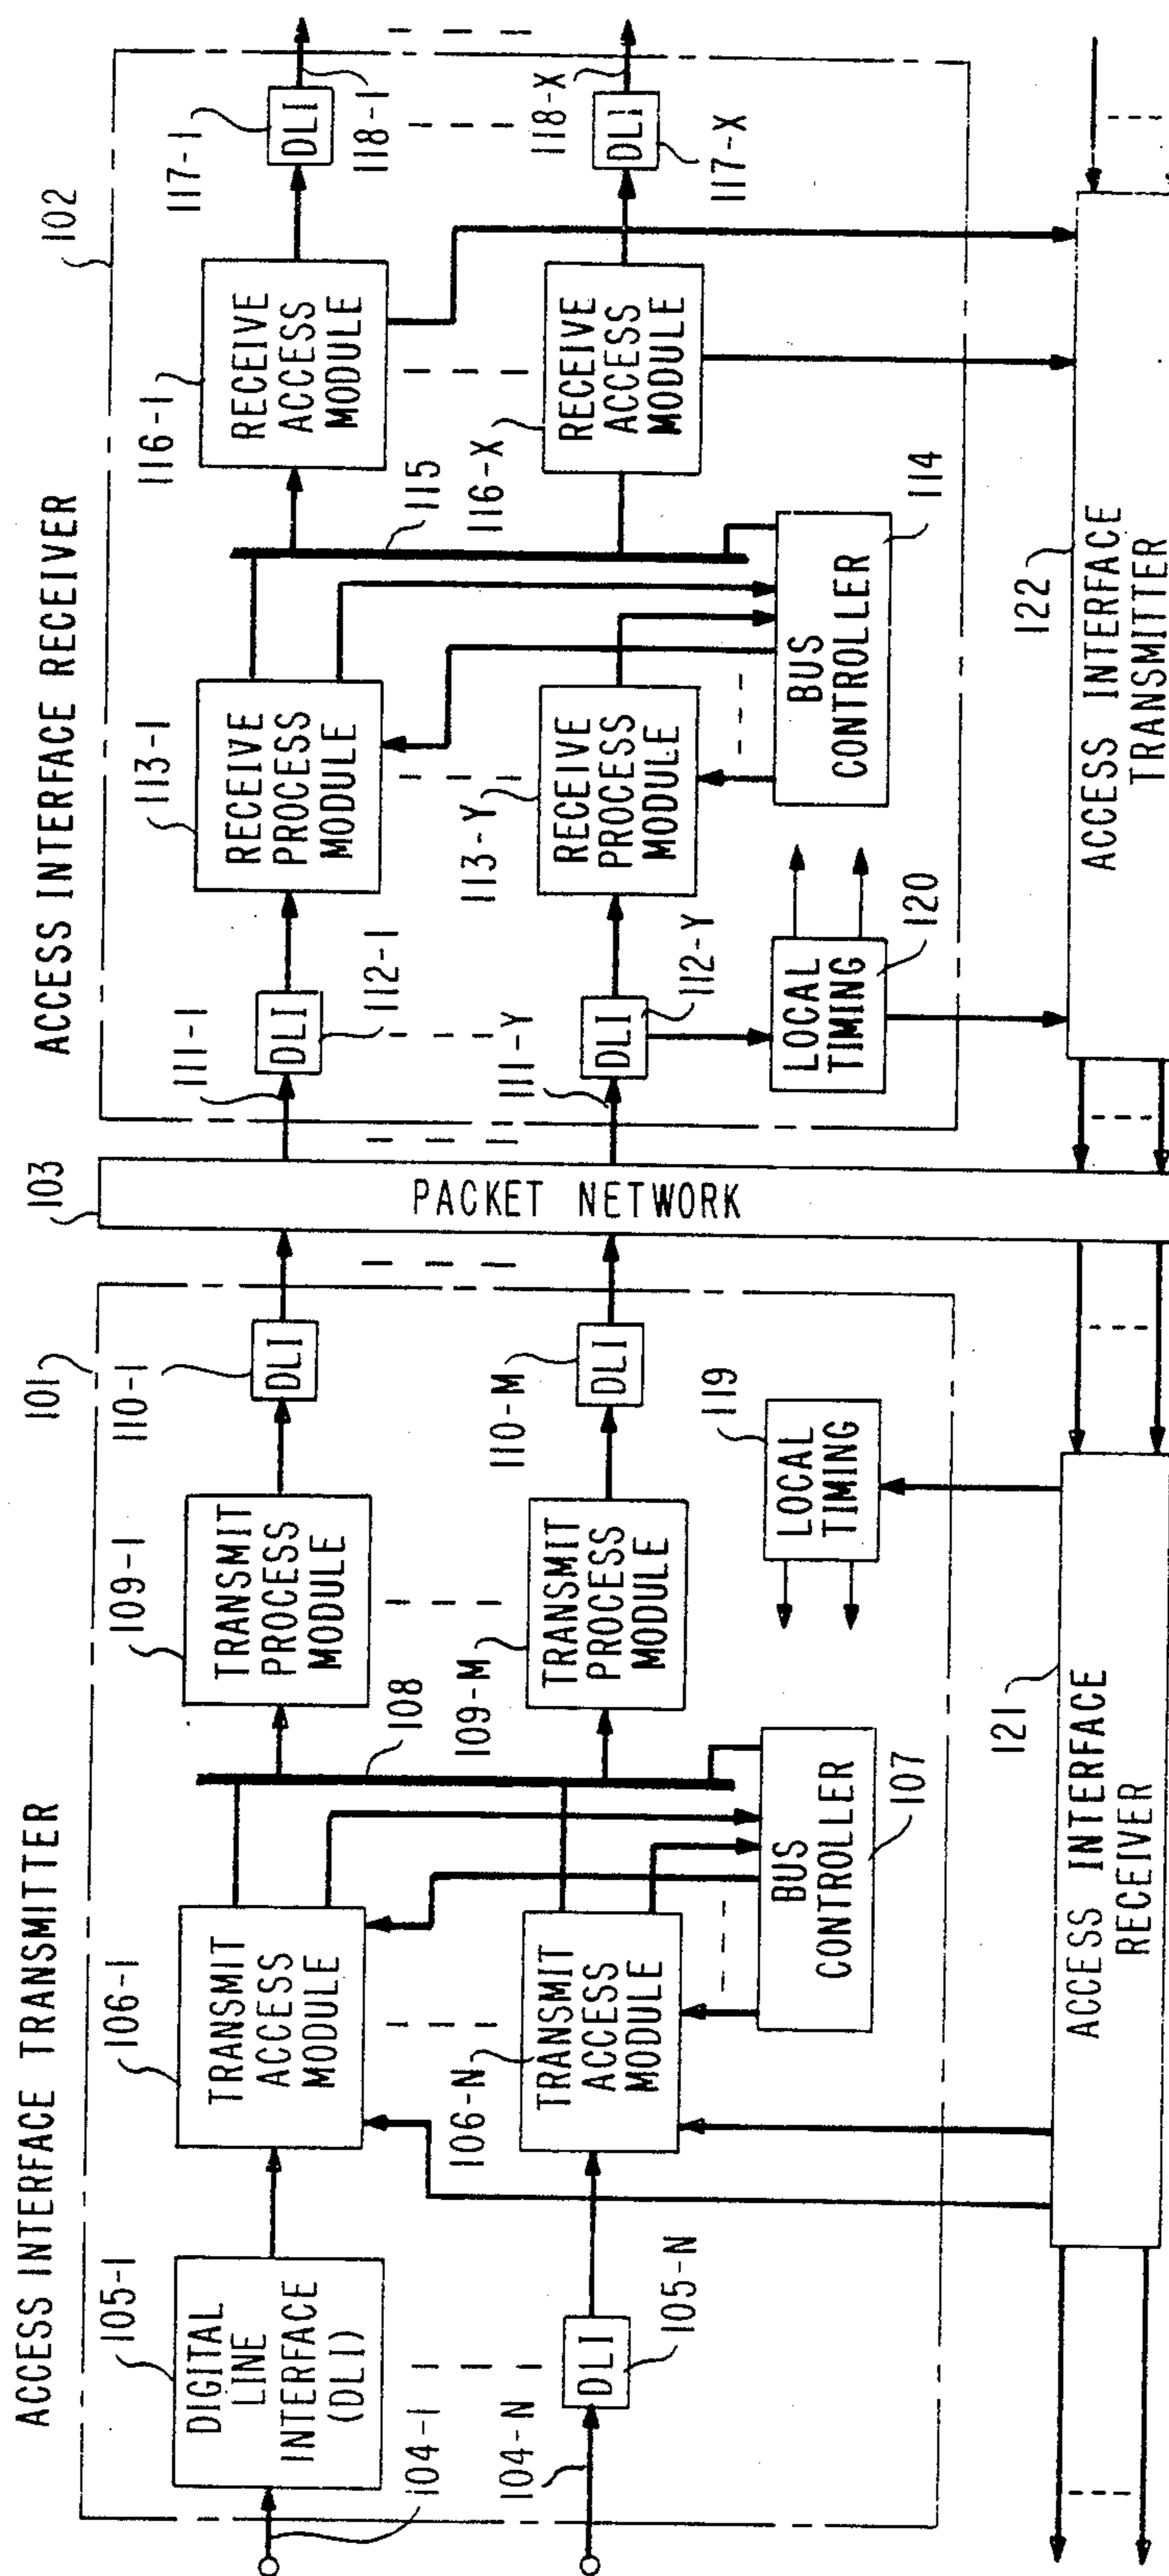 ACCESS INTERFACE TRANSMITTER
101
105-1
DIGITAL
LINE
INTERFACE
(DLI)
104-1
106-1
TRANSMIT
ACCESS
MODULE
108
109-1
TRANSMIT
PROCESS
MODULE
110-1
DLI
104-N
DLI
105-N
106-N
TRANSMIT
ACCESS
MODULE
109-M
TRANSMIT
PROCESS
MODULE
110-M
DLI
BUS
CONTROLLER
107
119
LOCAL
TIMING
121
ACCESS INTERFACE
RECEIVER
103
PACKET NETWORK
ACCESS INTERFACE RECEIVER
102
111-1
DLI
112-1
113-1
RECEIVE
PROCESS
MODULE
115
116-1
RECEIVE
ACCESS
MODULE
117-1
DLI
118-1
111-Y
DLI
112-Y
113-Y
RECEIVE
PROCESS
MODULE
116-X
RECEIVE
ACCESS
MODULE
118-X
DLI
117-X
LOCAL
TIMING
120
BUS
CONTROLLER
114
122
ACCESS INTERFACE
TRANSMITTER